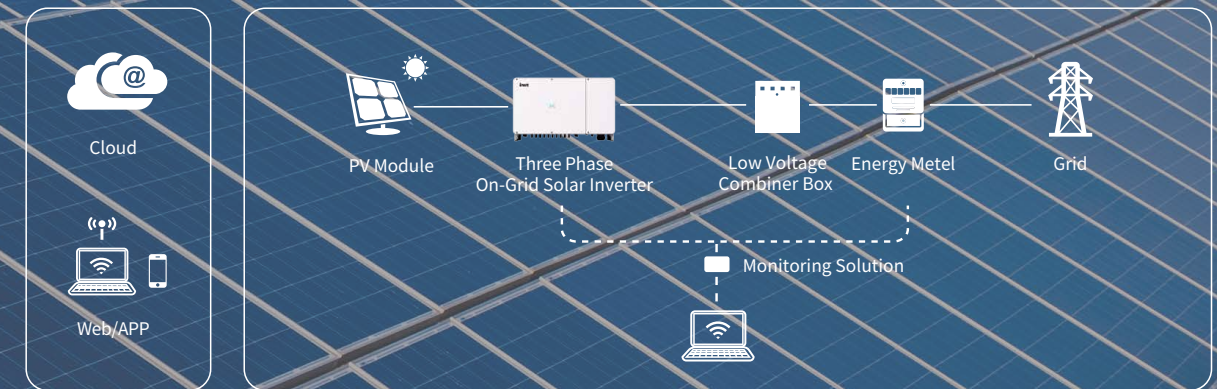 @
Cloud
Web/APP
invt
PV Module
Three Phase
On-Grid Solar Inverter
Low Voltage
Combiner Box
Energy Metel
Grid
Monitoring Solution